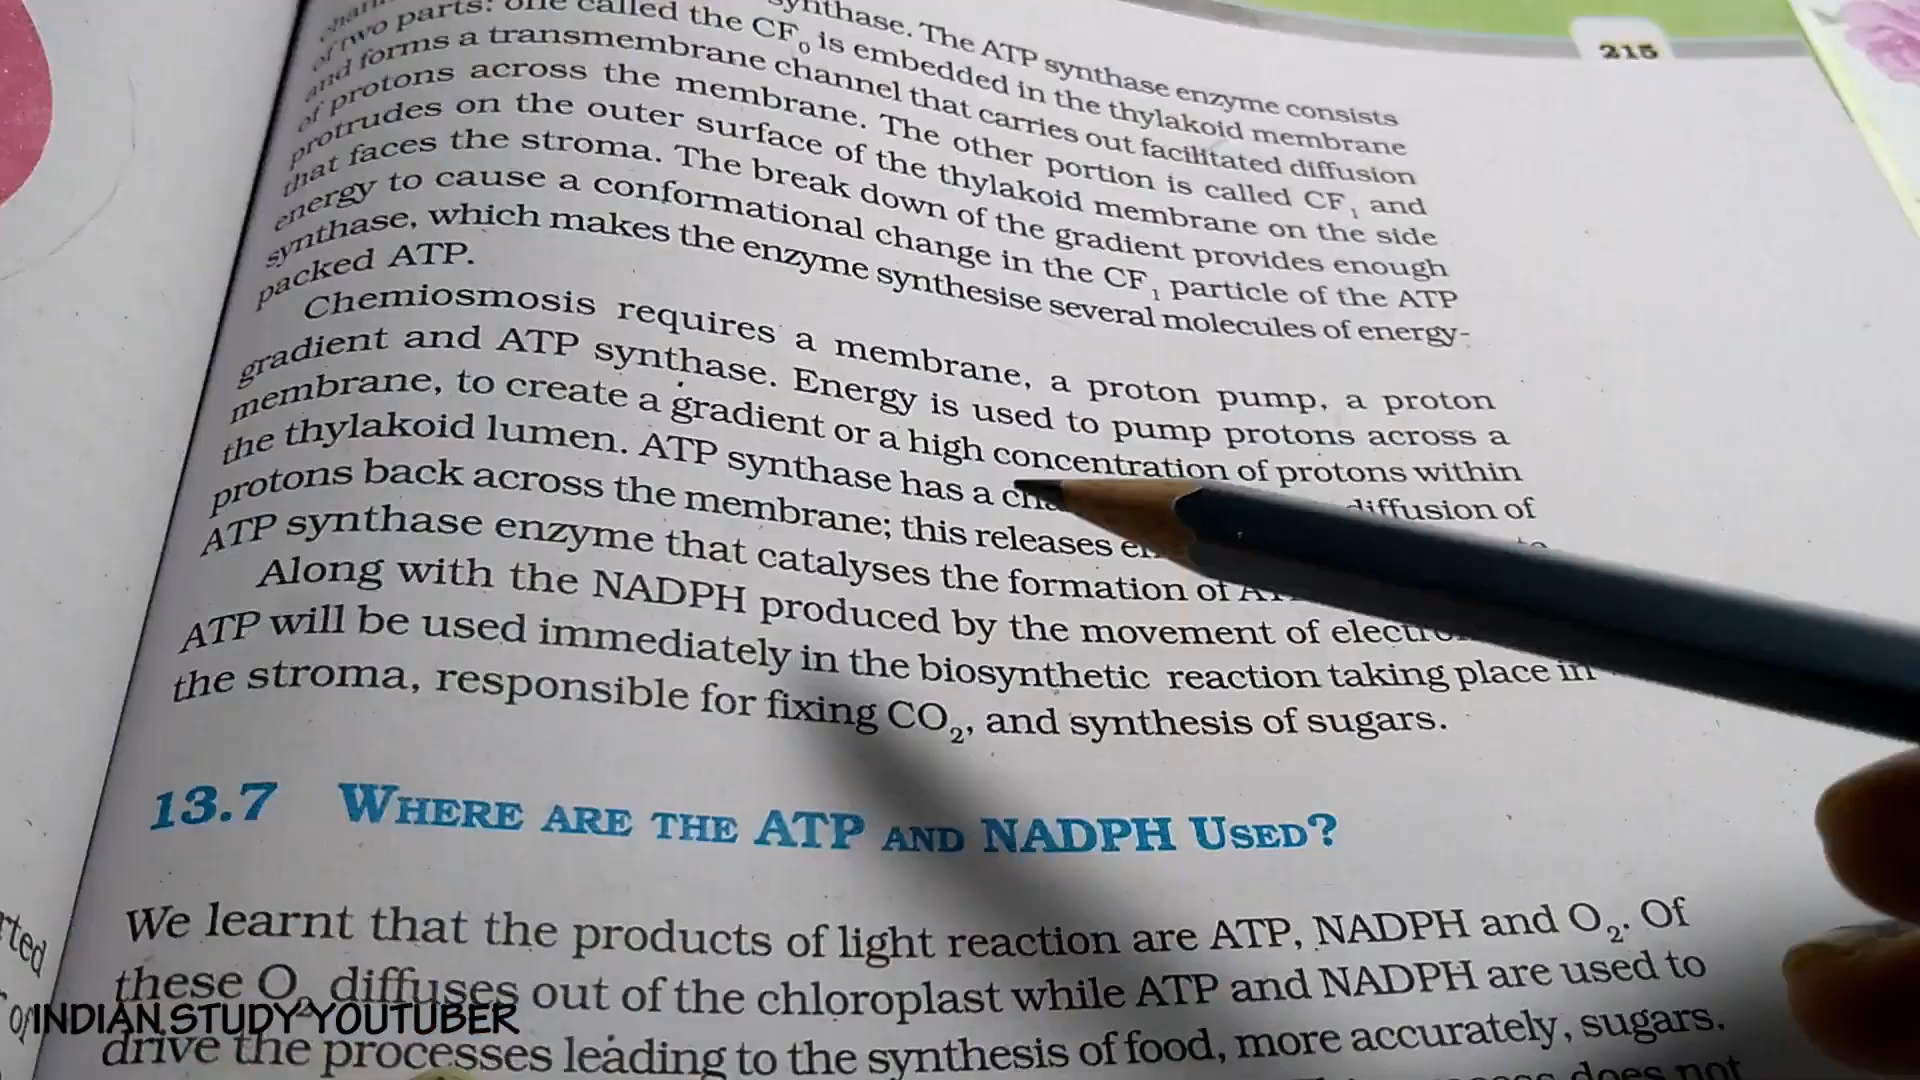 215
synthase. The ATP synthase enzyme consists
of two parts: one called the CF0 is embedded in the thylakoid membrane
and forms a transmembrane channel that carries out facilitated diffusion
of protons across the membrane. The other portion is called CF1 and
protrudes on the outer surface of the thylakoid membrane on the side
that faces the stroma. The break down of the gradient provides enough
energy to cause a conformational change in the CF1 particle of the ATP
synthase, which makes the enzyme synthesise several molecules of energy-
packed ATP.
Chemiosmosis requires a membrane, a proton pump, a proton
gradient and ATP synthase. Energy is used to pump protons across a
membrane, to create a gradient or a high concentration of protons within
the thylakoid lumen. ATP synthase has a diffusion of
protons back across the membrane; this releases
ATP synthase enzyme that catalyses the formation of
Along with the NADPH produced by the movement of
ATP will be used immediately in the biosynthetic reaction taking place in
the stroma, responsible for fixing CO2, and synthesis of sugars.
13.7 WHERE ARE THE ATP AND NADPH USED?
We learnt that the products of light reaction are ATP, NADPH and O2. Of
these O2 diffuses out of the chloroplast while ATP and NADPH are used to
drive the processes leading to the synthesis of food, more accurately, sugars.
does not
INDIAN STUDY YOUTUBER